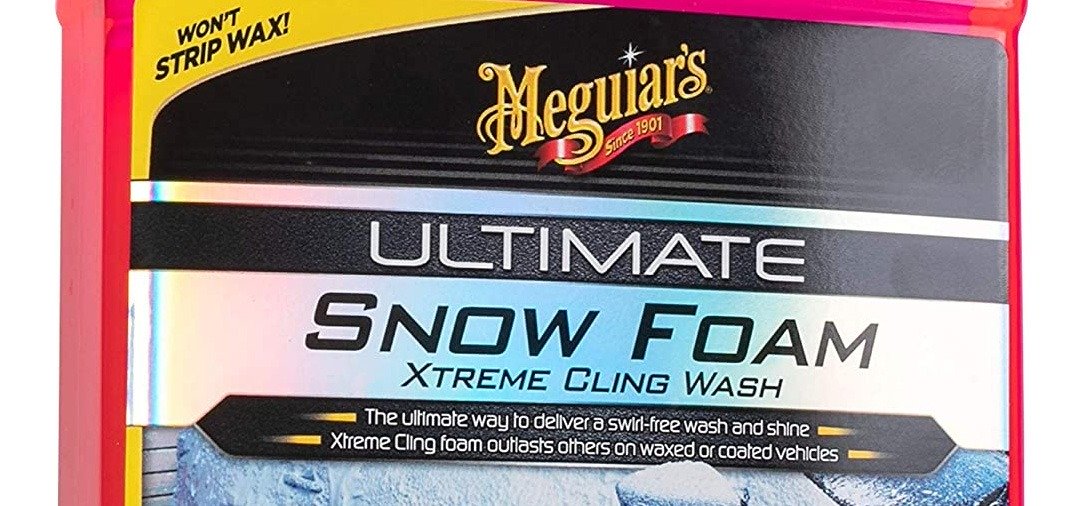 WON'T
STRIP WAX!
Meguiar's
Since 1901
ULTIMATE
SNOW FOAM
XTREME CLING WASH
The ultimate way to deliver a swirl-free wash and shine
Xtreme Cling foam outlasts others on waxed or coated vehicles